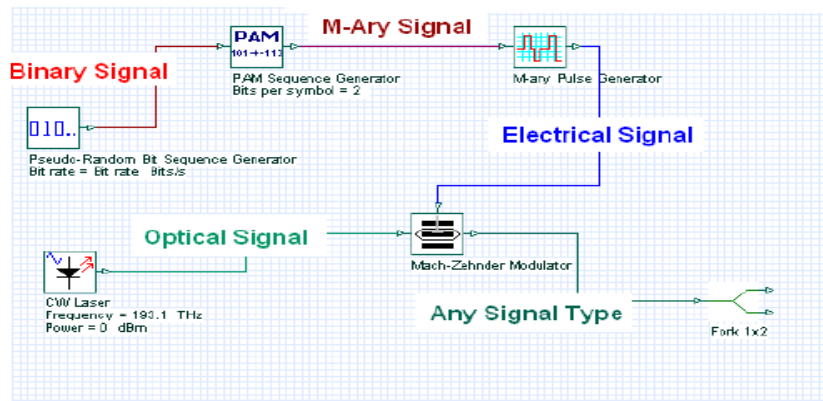 PAM
101→-113
M-Ary Signal
Binary Signal
PAM Sequence Generator
Bits per symbol = 2
M-ary Pulse Generator
010..
Electrical Signal
Pseudo-Random Bit Sequence Generator
Bit rate = Bit rate Bits/s
Optical Signal
Mach-Zehnder Modulator
CW Laser
Frequency = 193.1 THz
Power = 0 dBm
Any Signal Type
Fork 1x2